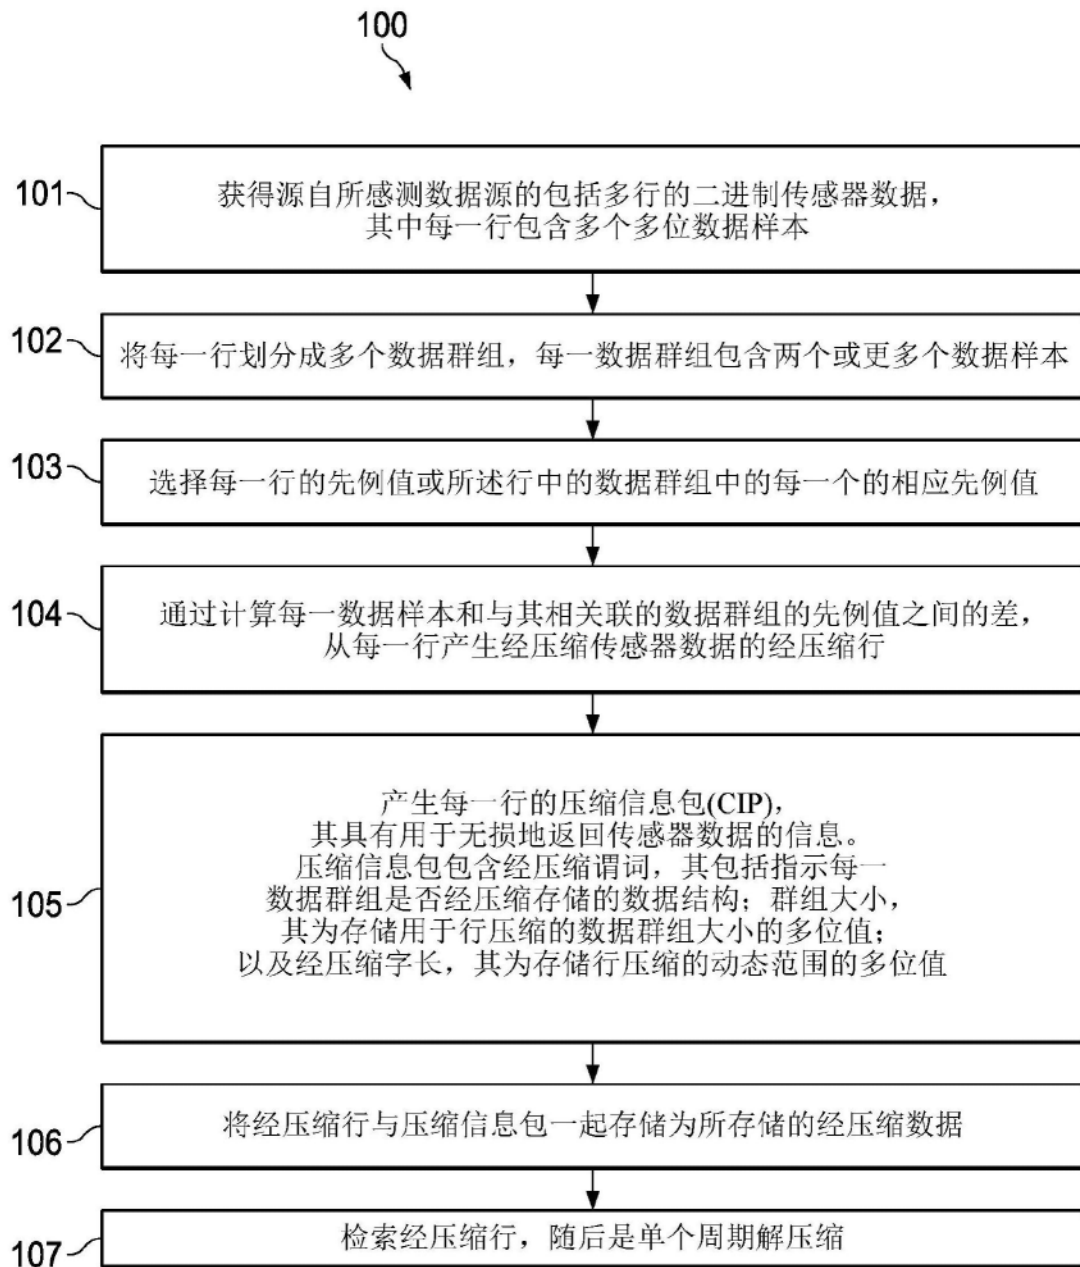 100
101
获得源自所感测数据源的包括多行的二进制传感器数据，
其中每一行包含多个多位数据样本
102
将每一行划分成多个数据群组，每一数据群组包含两个或更多个数据样本
103
选择每一行的先例值或所述行中的数据群组中的每一个的相应先例值
104
通过计算每一数据样本和与其相关联的数据群组的先例值之间的差，
从每一行产生经压缩传感器数据的经压缩行
105
产生每一行的压缩信息包(CIP)，
其具有用于无损地返回传感器数据的信息。
压缩信息包包含经压缩谓词，其包括指示每一
数据群组是否经压缩存储的数据结构；群组大小，
其为存储用于行压缩的数据群组大小的多位值；
以及经压缩字长，其为存储行压缩的动态范围的多位值
106
将经压缩行与压缩信息包一起存储为所存储的经压缩数据
107
检索经压缩行，随后是单个周期解压缩